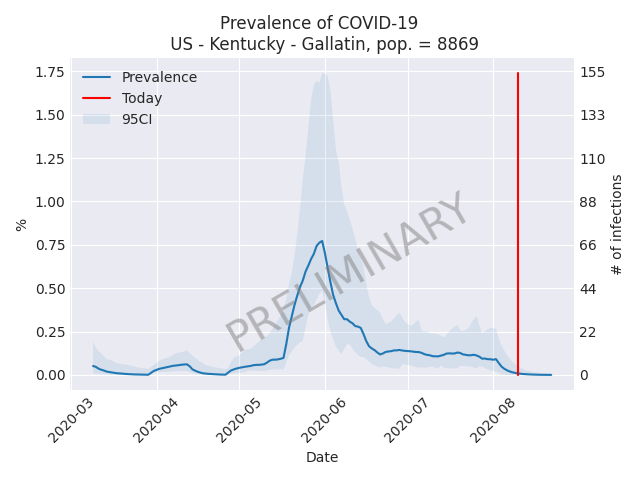 Prevalence of COVID-19
US - Kentucky - Gallatin, pop. = 8869
Prevalence
Today
95CI
1.75
1.50
1.25
1.00
0.75
0.50
0.25
0.00
%
155
133
110
88
66
44
22
0
# of infections
PRELIMINARY
2020-03
2020-04
2020-05
2020-06
2020-07
2020-08
Date